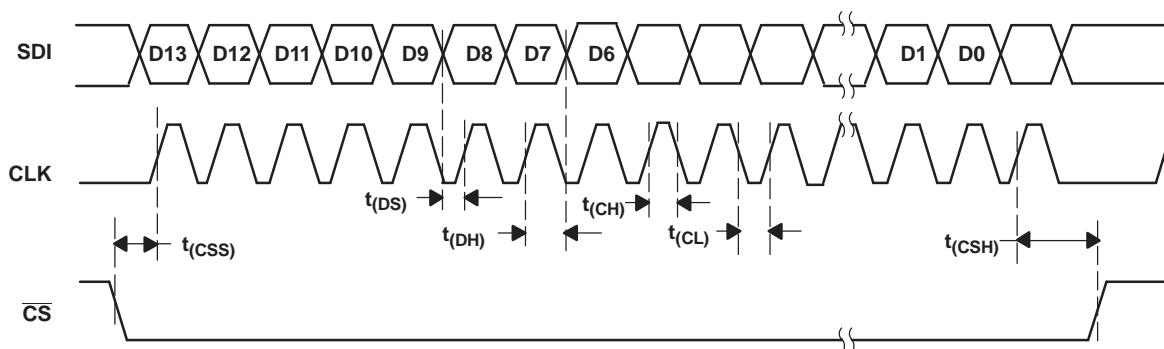 SDI
D13 D12 D11 D10 D9 D8 D7 D6 D1 D0
CLK
t(DS)
t(CH)
t(CSS)
t(DH)
t(CL)
t(CSH)
CS